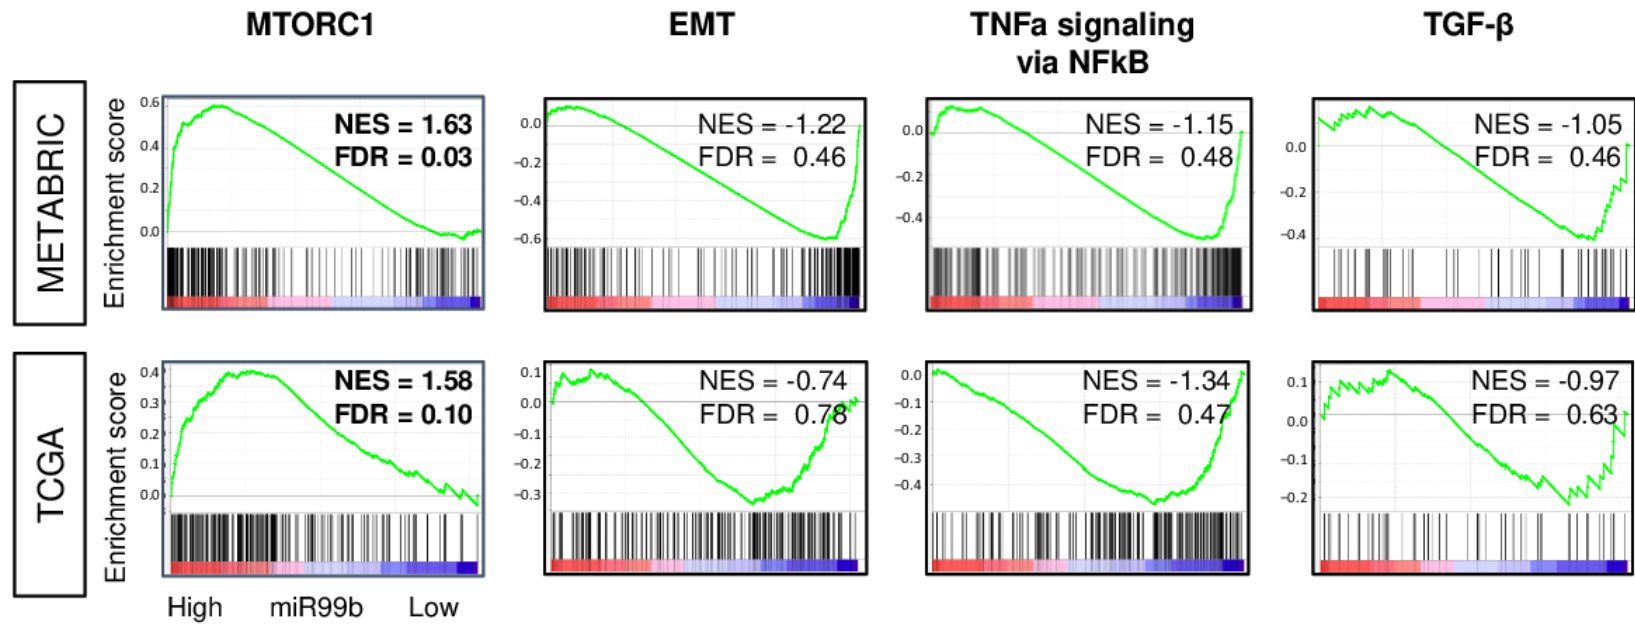 MTORC1 EMT TNFa signaling via NFkB TGF-β
METABRIC
Enrichment score
0.6
0.4
0.2
0.0
NES = 1.63
FDR = 0.03
0.0
−0.2
−0.4
−0.6
NES = -1.22
FDR = 0.46
0.0
−0.2
−0.4
NES = -1.15
FDR = 0.48
0.0
−0.2
−0.4
NES = -1.05
FDR = 0.46
TCGA
Enrichment score
0.4
0.3
0.2
0.1
0.0
NES = 1.58
FDR = 0.10
0.1
0.0
−0.1
−0.2
−0.3
NES = -0.74
FDR = 0.78
0.0
−0.1
−0.2
−0.3
−0.4
NES = -1.34
FDR = 0.47
0.1
0.0
−0.1
−0.2
NES = -0.97
FDR = 0.63
High miR99b Low